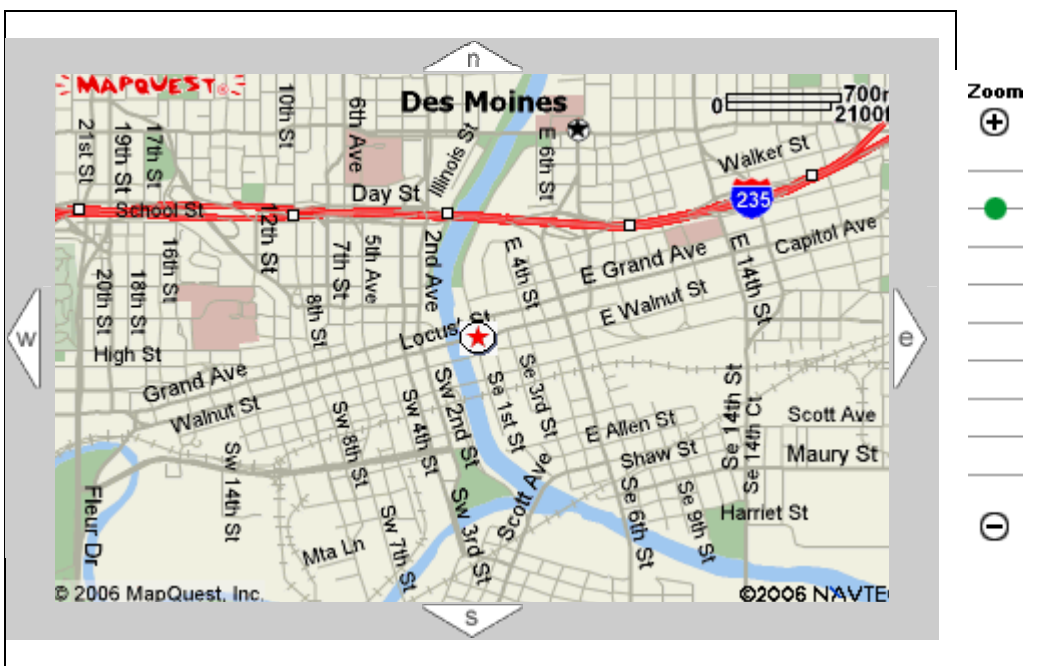 n
MAPQUEST®
Des Moines
0
700m
2100f
Zoom
21st St
19th St
17th St
10th St
6th Ave
Illinois St
E 6th St
Walker St
Day St
School St
235
12th St
16th St
20th St
18th St
7th St
5th Ave
2nd Ave
8th St
E 4th St
E Grand Ave
E 14th St
Capitol Ave
E Walnut St
w
e
High St
Locust St
Grand Ave
Walnut St
Sw 8th St
Sw 4th St
Sw 2nd St
Se 1st St
Se 3rd St
Se 14th St
Se 14th Ct
Scott Ave
E Allen St
Shaw St
Maury St
Sw 14th St
Fleur Dr
Mta Ln
Sw 7th St
Sw 3rd St
Scott Ave
Se 6th St
Se 9th St
Harriet St
© 2006 MapQuest, Inc.
©2006 NAVTE
s